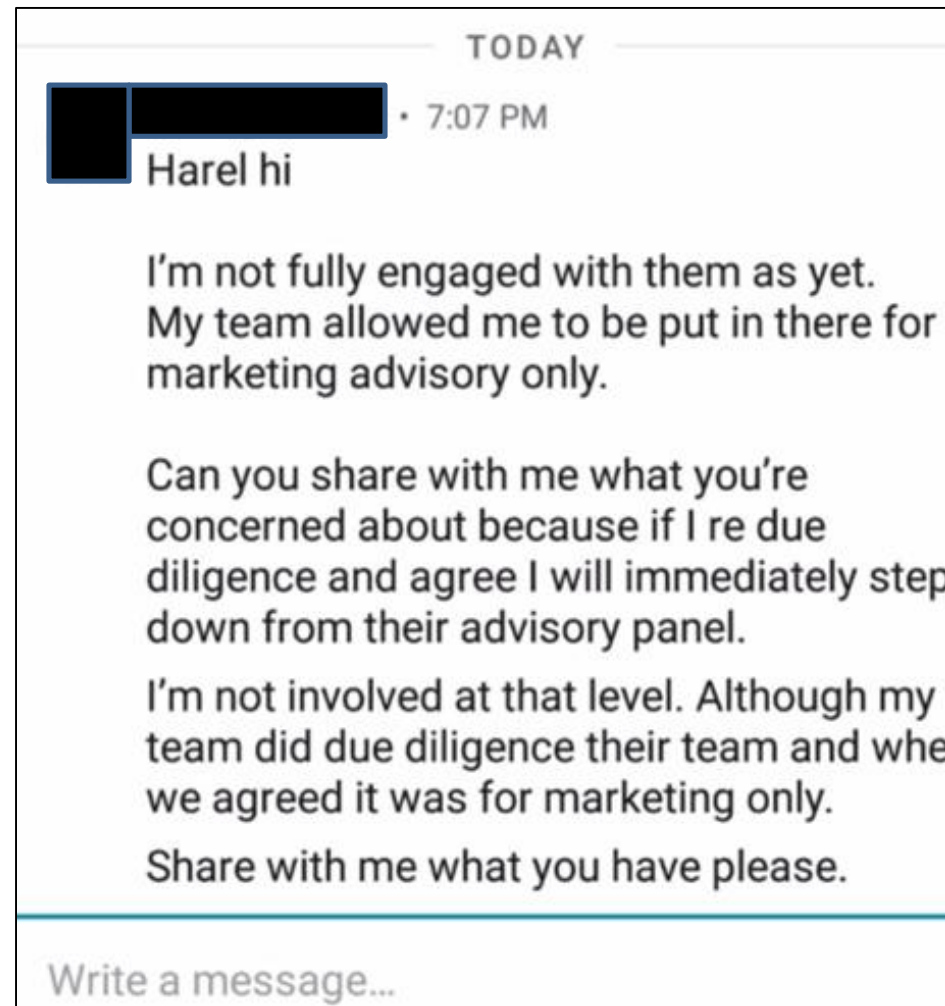 TODAY
• 7:07 PM
Harel hi
I'm not fully engaged with them as yet.
My team allowed me to be put in there for
marketing advisory only.
Can you share with me what you're
concerned about because if I re due
diligence and agree I will immediately step
down from their advisory panel.
I'm not involved at that level. Although my
team did due diligence their team and whe
we agreed it was for marketing only.
Share with me what you have please.
Write a message...